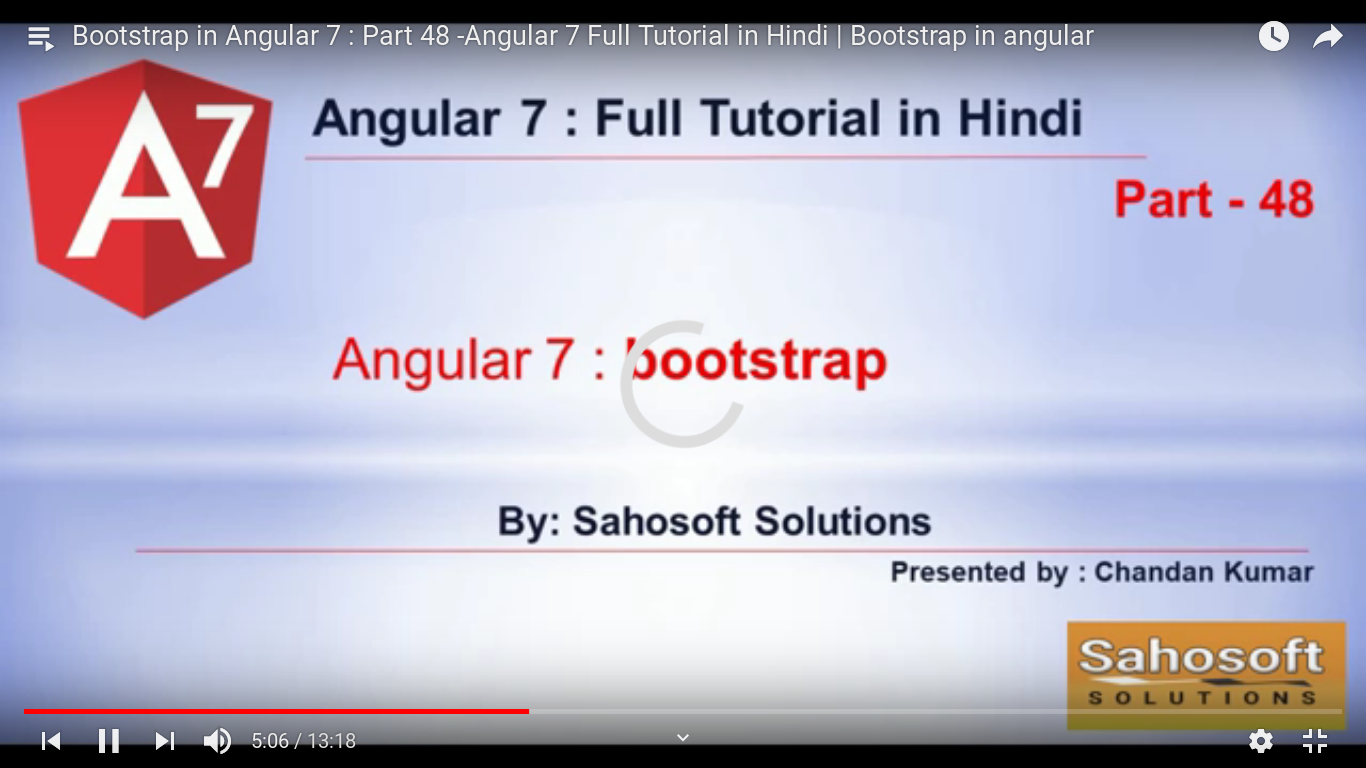 Bootstrap in Angular 7 : Part 48 -Angular 7 Full Tutorial in Hindi | Bootstrap in angular
A7
Angular 7 : Full Tutorial in Hindi
Part - 48
Angular 7 : bootstrap
By: Sahosoft Solutions
Presented by : Chandan Kumar
Sahosoft
SOLUTIONS
5:06 / 13:18